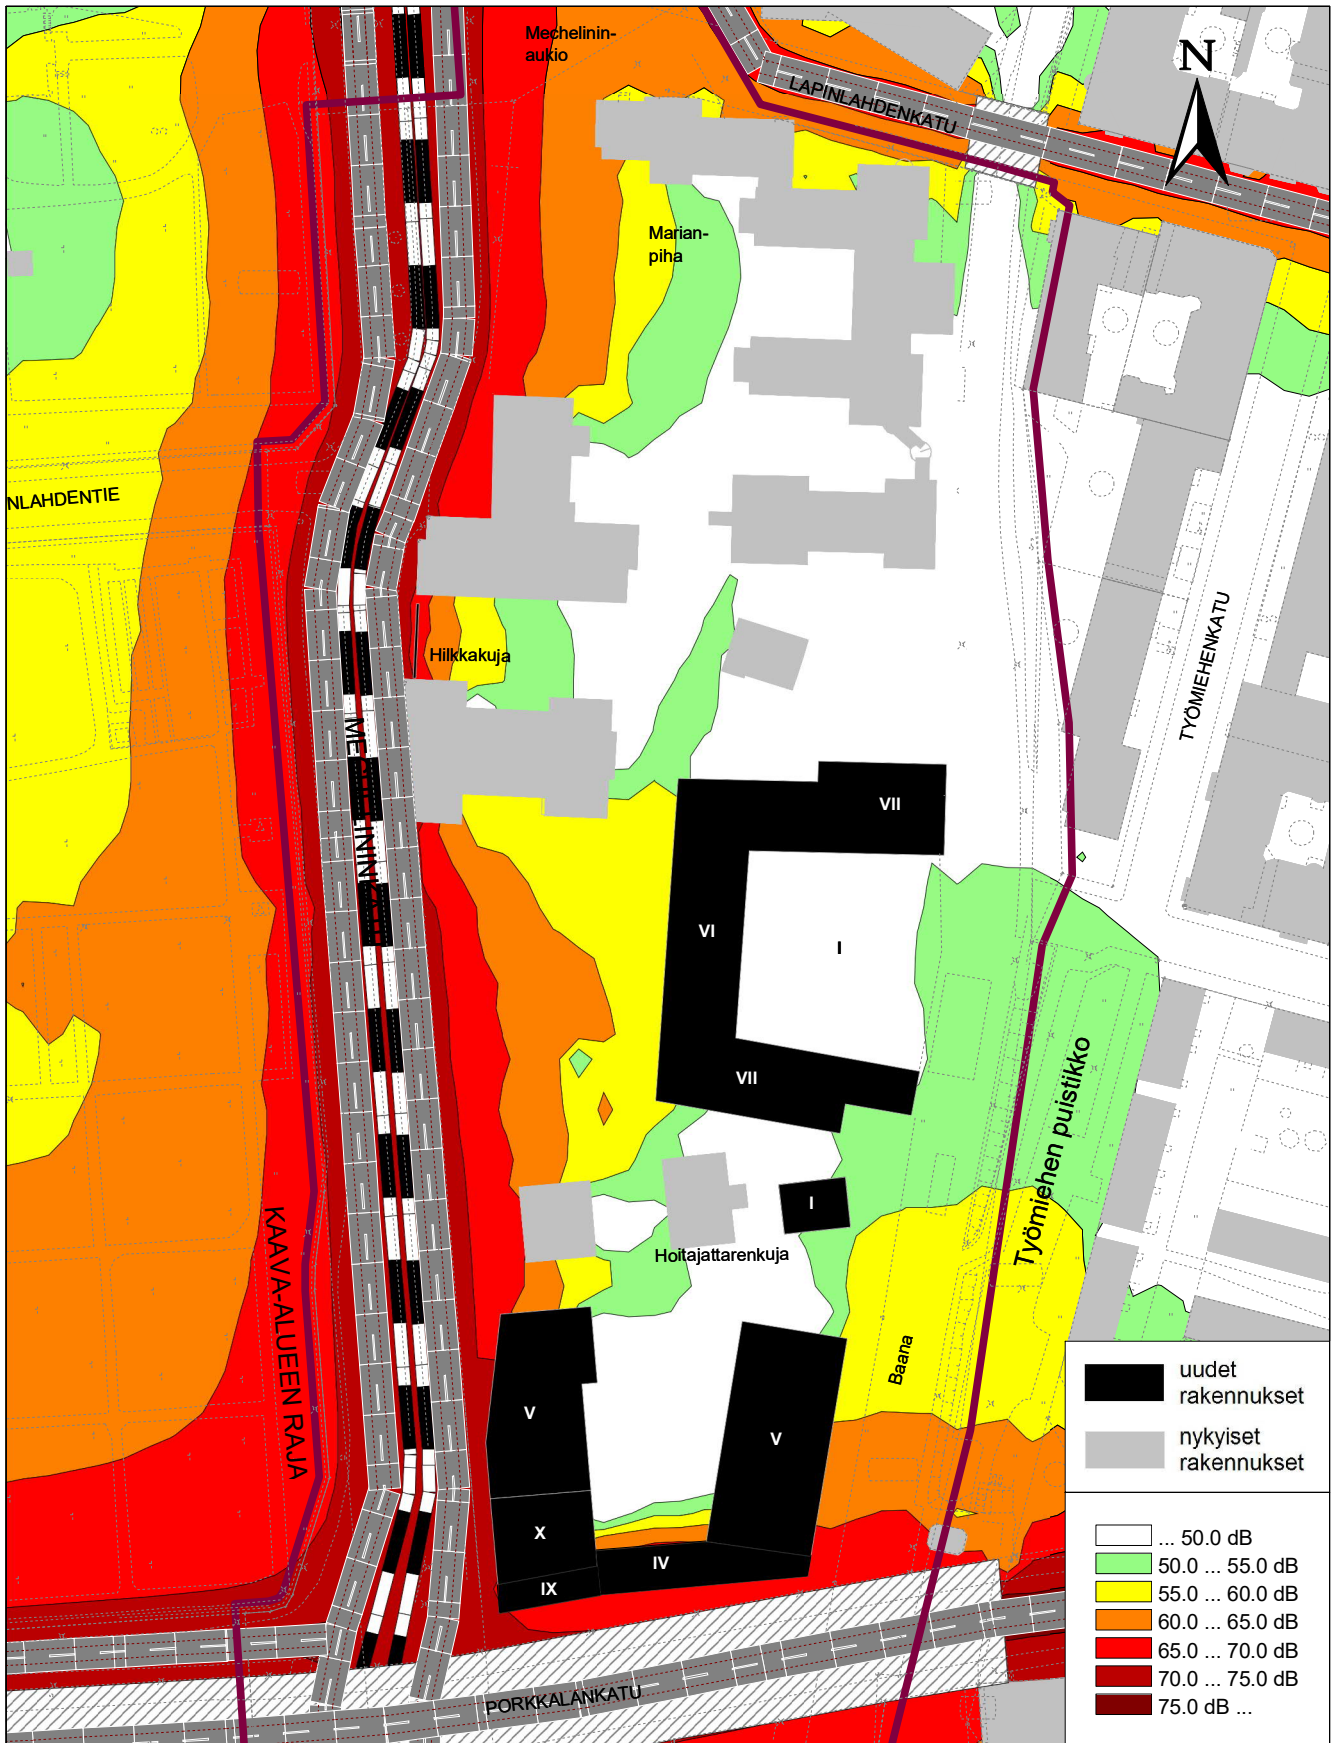 Mechelinin-
aukio
N
LAPINLAHDENKATU
Marian-
piha
NLAHDENTIE
TYÖMIEHENKATU
Hilkkakuja
VII
VI
I
VII
Työmiehen puistikko
I
Hoitajattarenkuja
KAAVA-ALUEEN RAJA
Baana
V
V
X
IV
IX
PORKKALANKATU
uudet
rakennukset
nykyiset
rakennukset
... 50.0 dB
50.0 ... 55.0 dB
55.0 ... 60.0 dB
60.0 ... 65.0 dB
65.0 ... 70.0 dB
70.0 ... 75.0 dB
75.0 dB ...